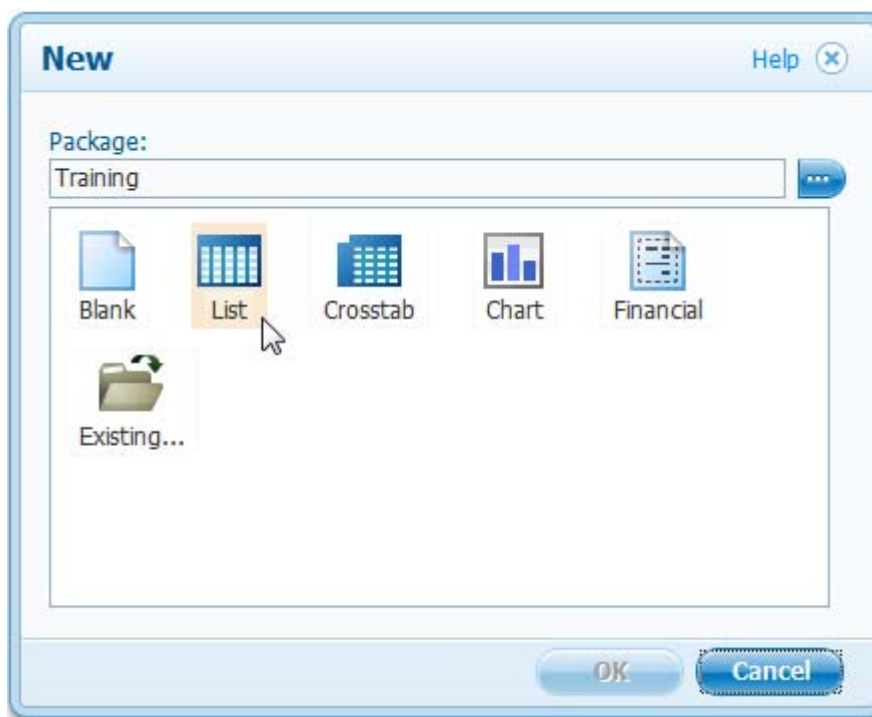 New Help
Package:
Training
Blank List Crosstab Chart Financial
Existing...
OK Cancel